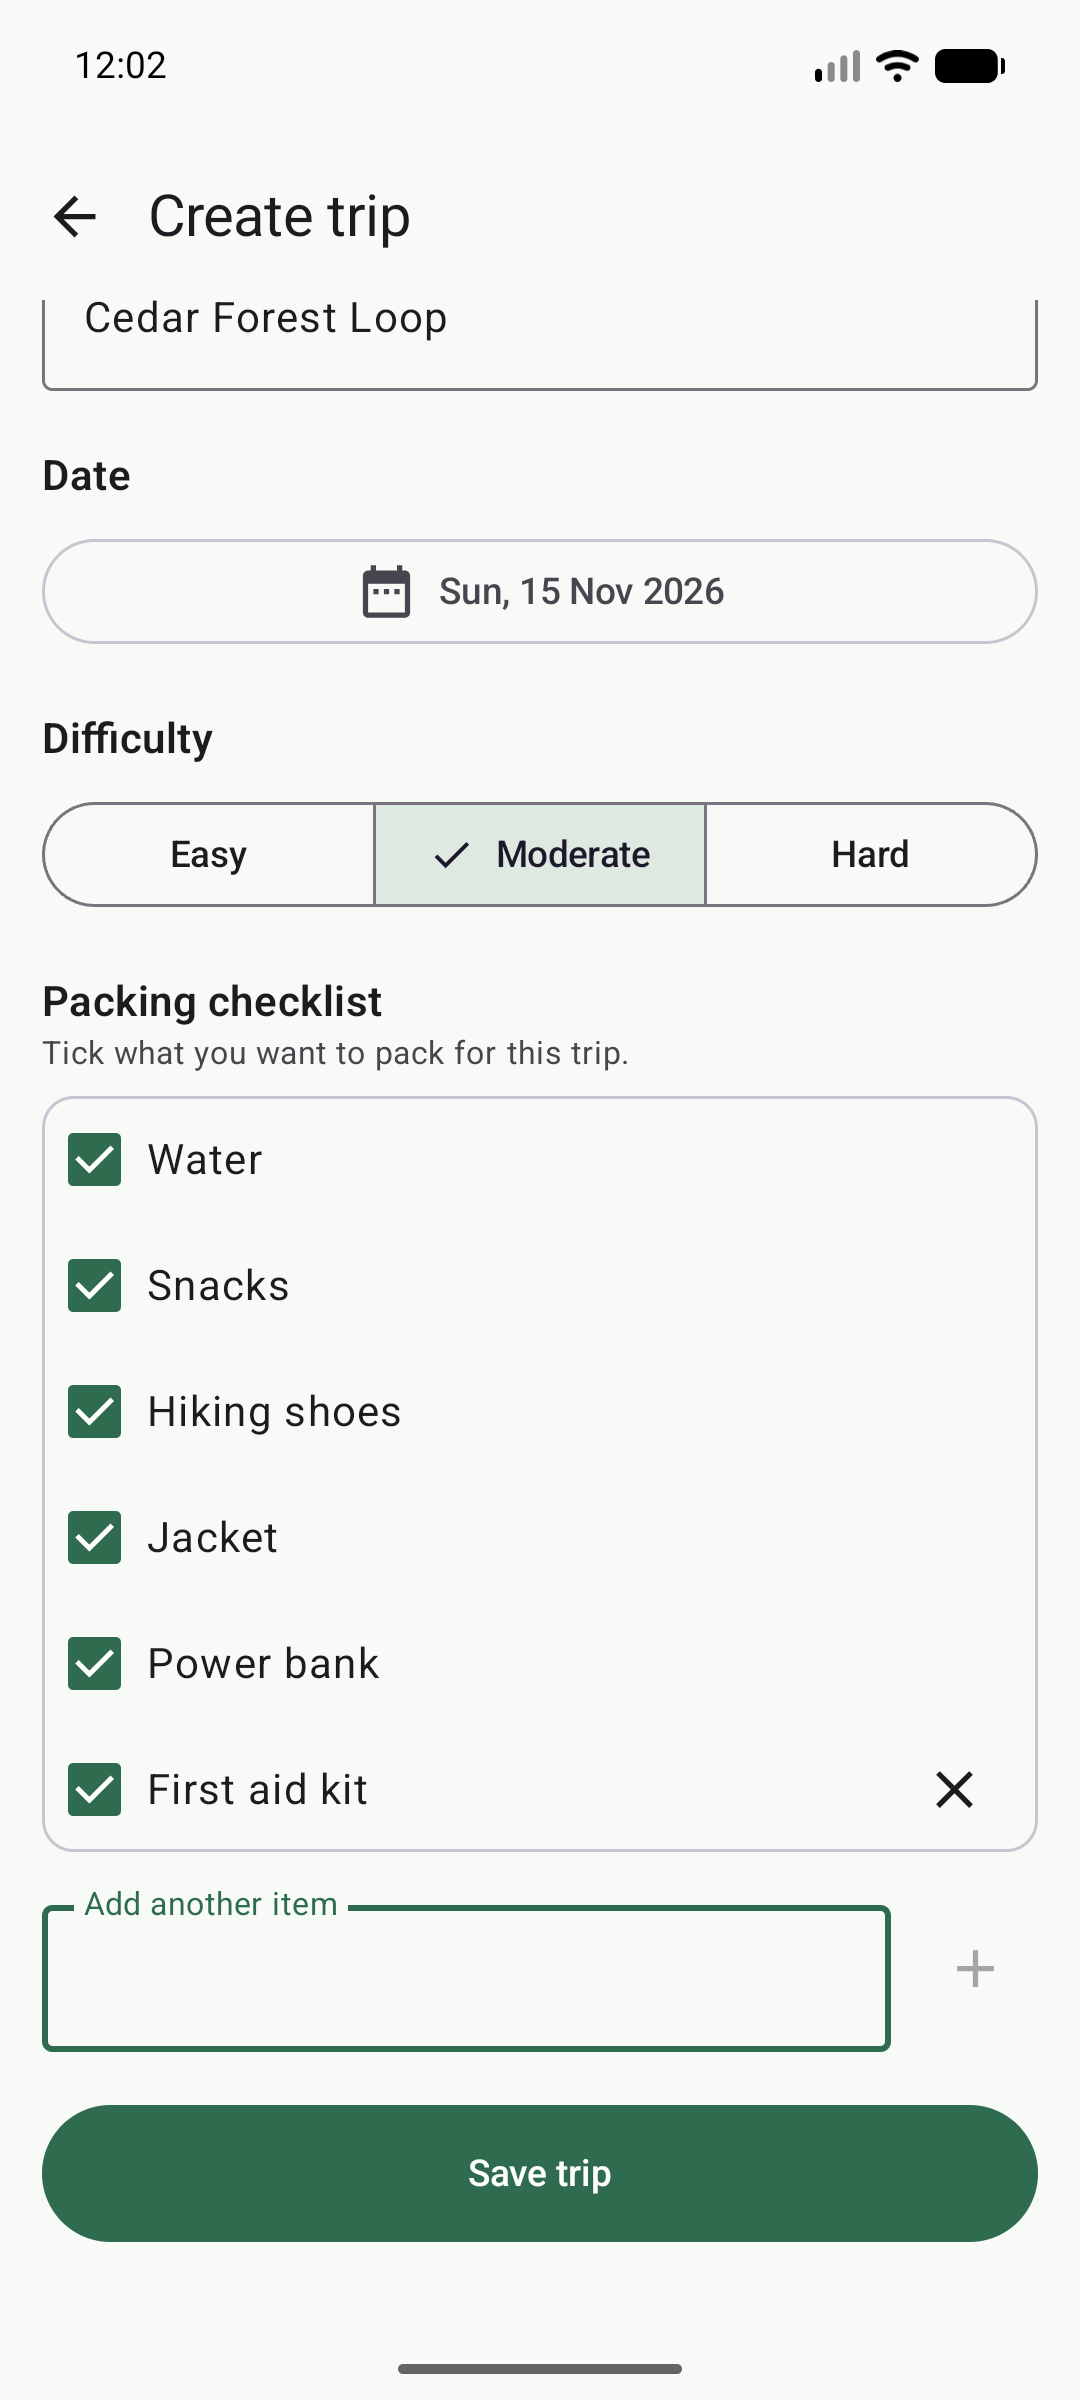 12:02
Create trip
Cedar Forest Loop
Date
Sun, 15 Nov 2026
Difficulty
Easy
Moderate
Hard
Packing checklist
Tick what you want to pack for this trip.
Water
Snacks
Hiking shoes
Jacket
Power bank
First aid kit
Add another item
Save trip